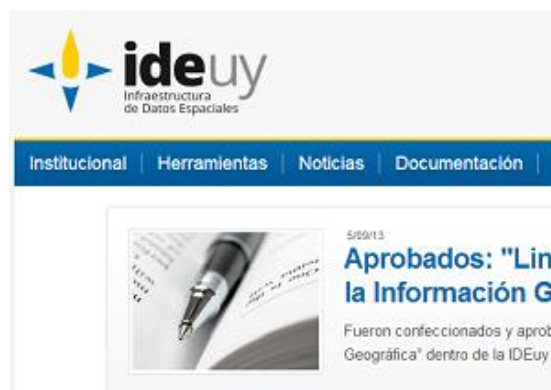 ideuy
Infraestructura
de Datos Espaciales
Institucional | Herramientas | Noticias | Documentación |
5/09/13
Aprobados: "Lin
la Información G
Fueron confeccionados y aprob
Geográfica" dentro de la IDEuy